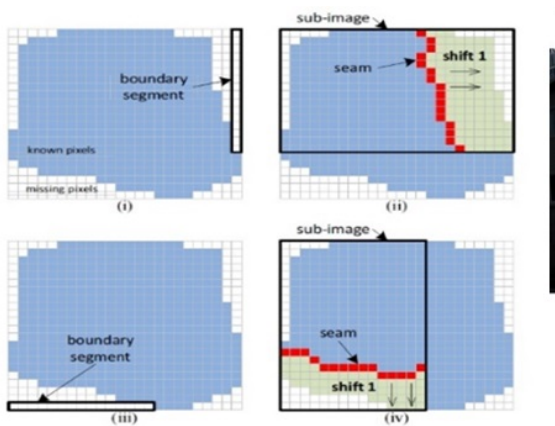 boundary
segment
known pixels
missing pixels
(i)
sub-image
seam
shift 1
(ii)
boundary
segment
(iii)
sub-image
seam
shift 1
(iv)